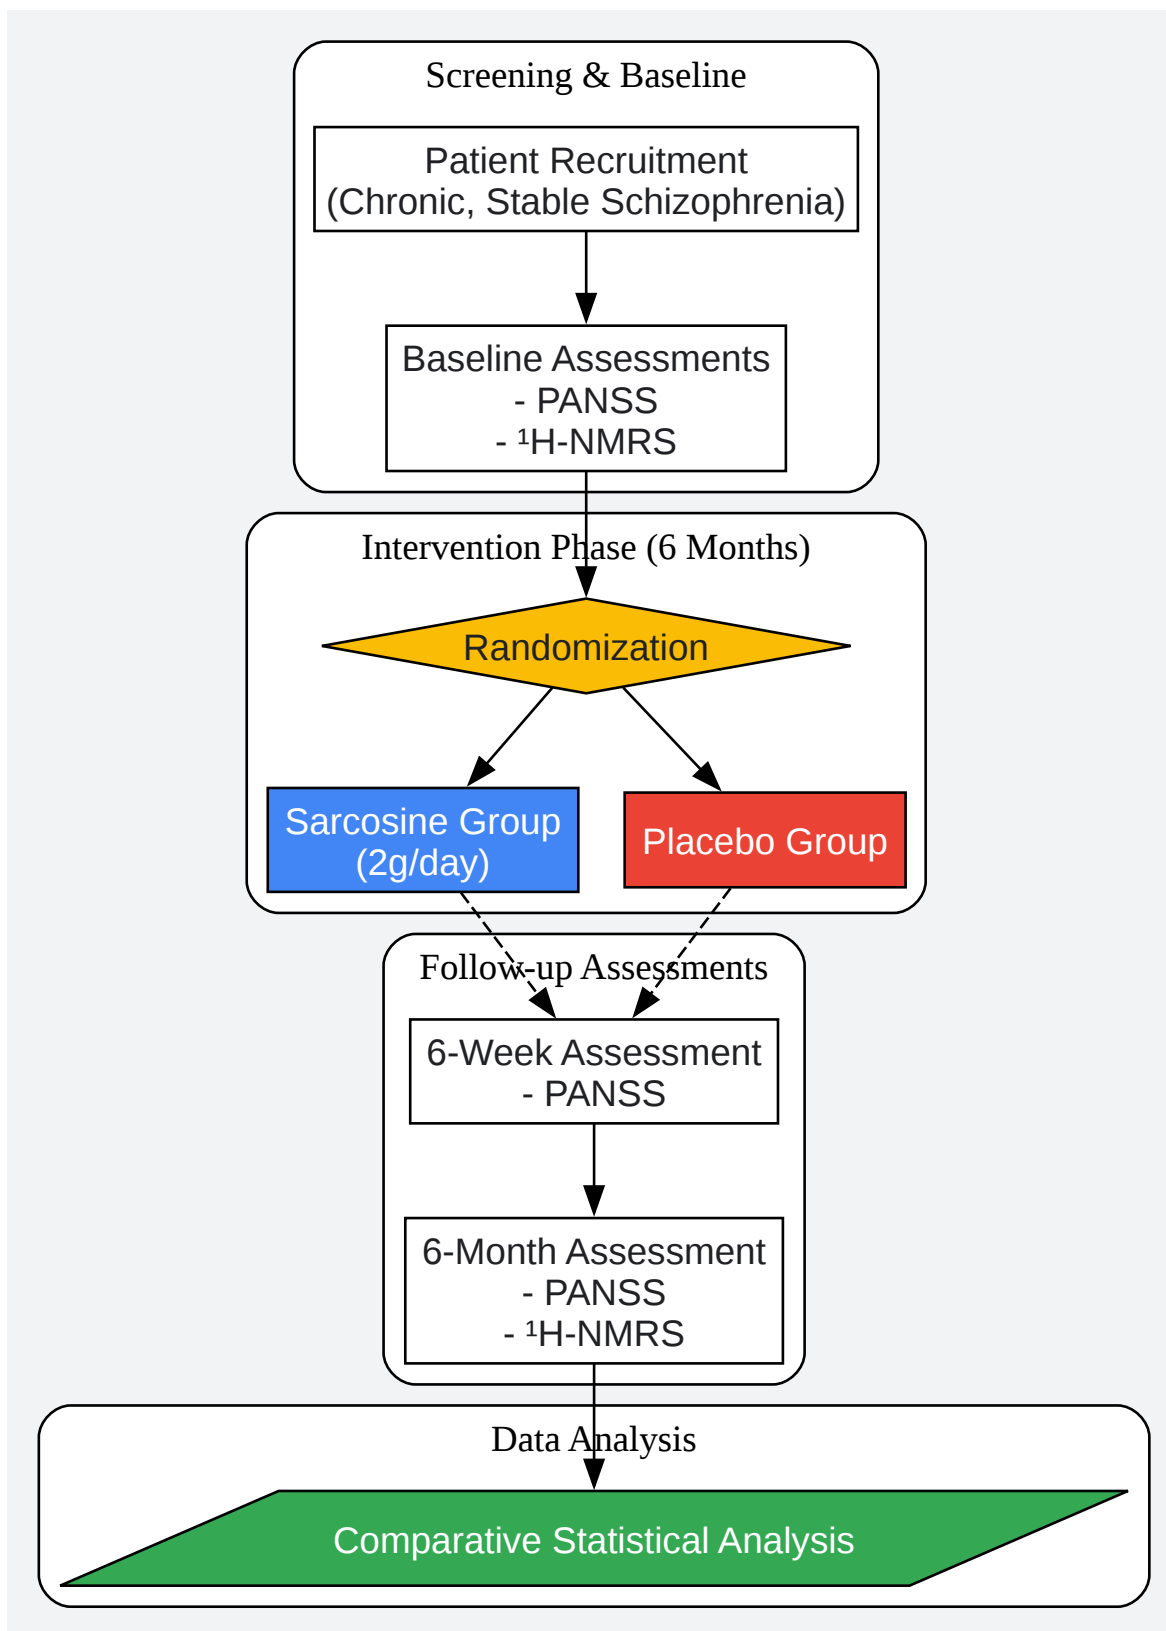 Screening & Baseline
Patient Recruitment
(Chronic, Stable Schizophrenia)
Baseline Assessments
- PANSS
- ¹H-NMRS
Intervention Phase (6 Months)
Randomization
Sarcosine Group
(2g/day)
Placebo Group
Follow-up Assessments
6-Week Assessment
- PANSS
6-Month Assessment
- PANSS
- ¹H-NMRS
Data Analysis
Comparative Statistical Analysis